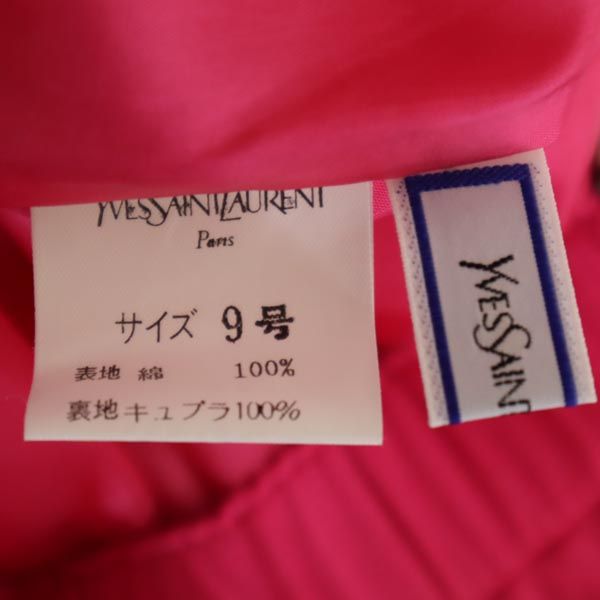 YVESSAINTLAURENT
Paris
サイズ 9号
表地 綿 100%
裏地キュプラ100%
YVESSAINT